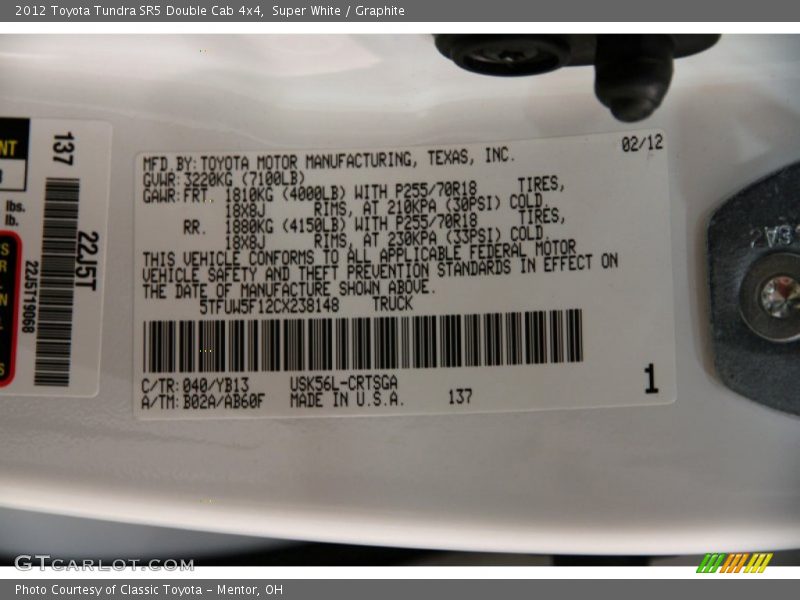 2012 Toyota Tundra SR5 Double Cab 4x4, Super White / Graphite
NT
lbs.
lb.
137
22J5T
22J5T19068
02/12
MFD. BY: TOYOTA MOTOR MANUFACTURING, TEXAS, INC.
GVWR: 3220KG (7100LB)
GAWR: FRT 1810KG (4000LB) WITH P255/70R18 TIRES,
18X8J RIMS, AT 210KPA (30PSI) COLD.
RR. 1880KG (4150LB) WITH P255/70R18 TIRES,
18X8J RIMS, AT 230KPA (33PSI) COLD.
THIS VEHICLE CONFORMS TO ALL APPLICABLE FEDERAL MOTOR
VEHICLE SAFETY AND THEFT PREVENTION STANDARDS IN EFFECT ON
THE DATE OF MANUFACTURE SHOWN ABOVE.
5TFUW5F12CX238148 TRUCK
C/TR: 040/YB13 USK56L-CRTSGA
A/TM: B02A/AB60F MADE IN U.S.A. 137
1
GTCARLOT.COM
Photo Courtesy of Classic Toyota - Mentor, OH